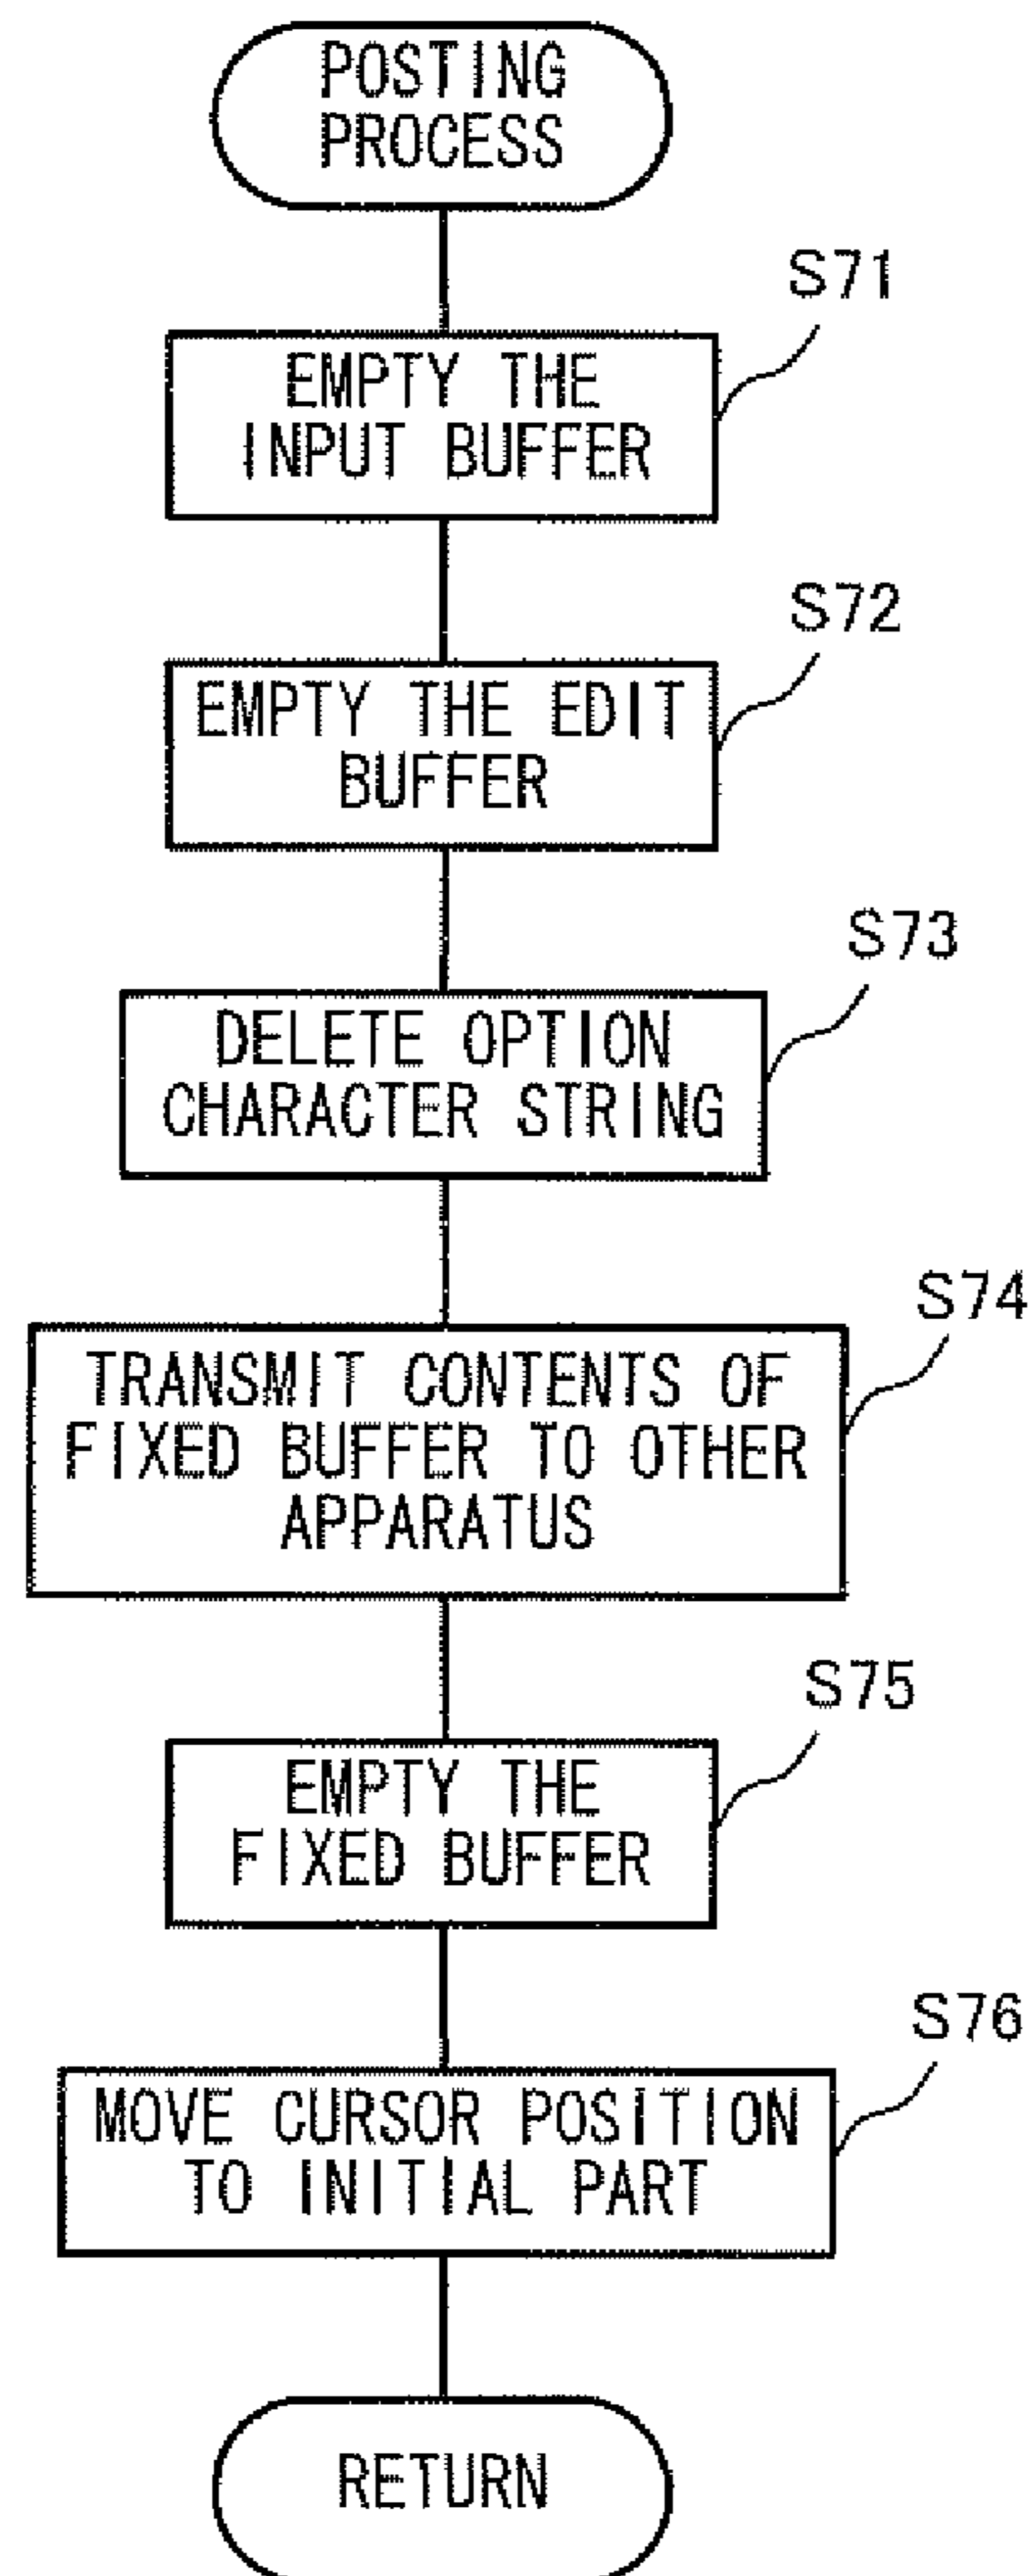 POSTING
PROCESS
S71
EMPTY THE
INPUT BUFFER
S72
EMPTY THE EDIT
BUFFER
S73
DELETE OPTION
CHARACTER STRING
S74
TRANSMIT CONTENTS OF
FIXED BUFFER TO OTHER
APPARATUS
S75
EMPTY THE
FIXED BUFFER
S76
MOVE CURSOR POSITION
TO INITIAL PART
RETURN